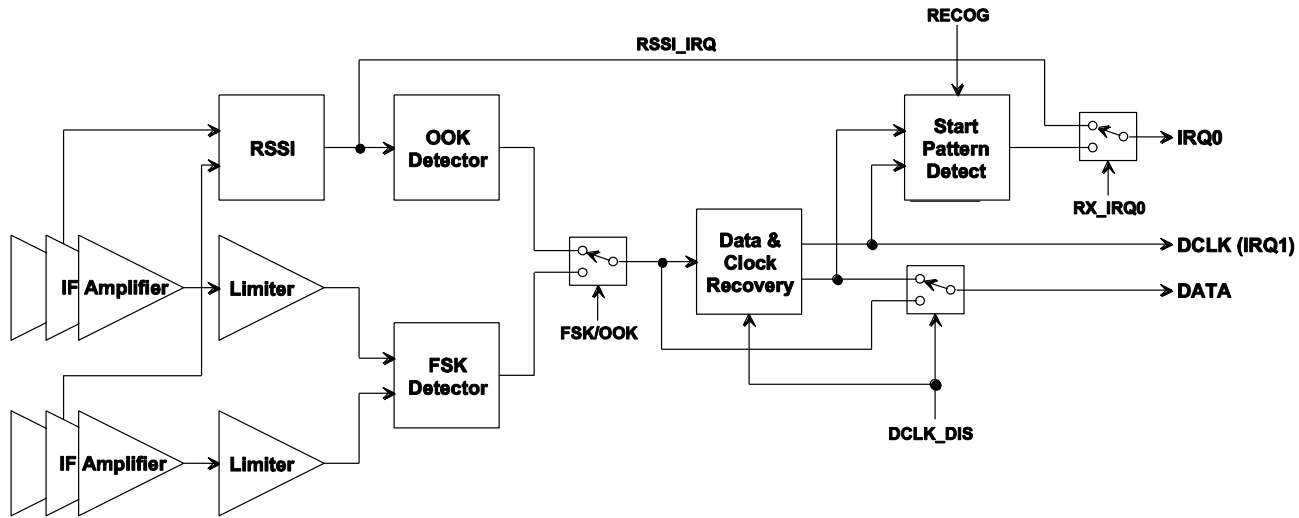 RECOG
RSSI_IRQ
RSSI
OOK
Detector
Start
Pattern
Detect
IRQ0
RX_IRQ0
IF Amplifier
Limiter
Data &
Clock
Recovery
DCLK (IRQ1)
DATA
FSK/OOK
FSK
Detector
DCLK_DIS
IF Amplifier
Limiter